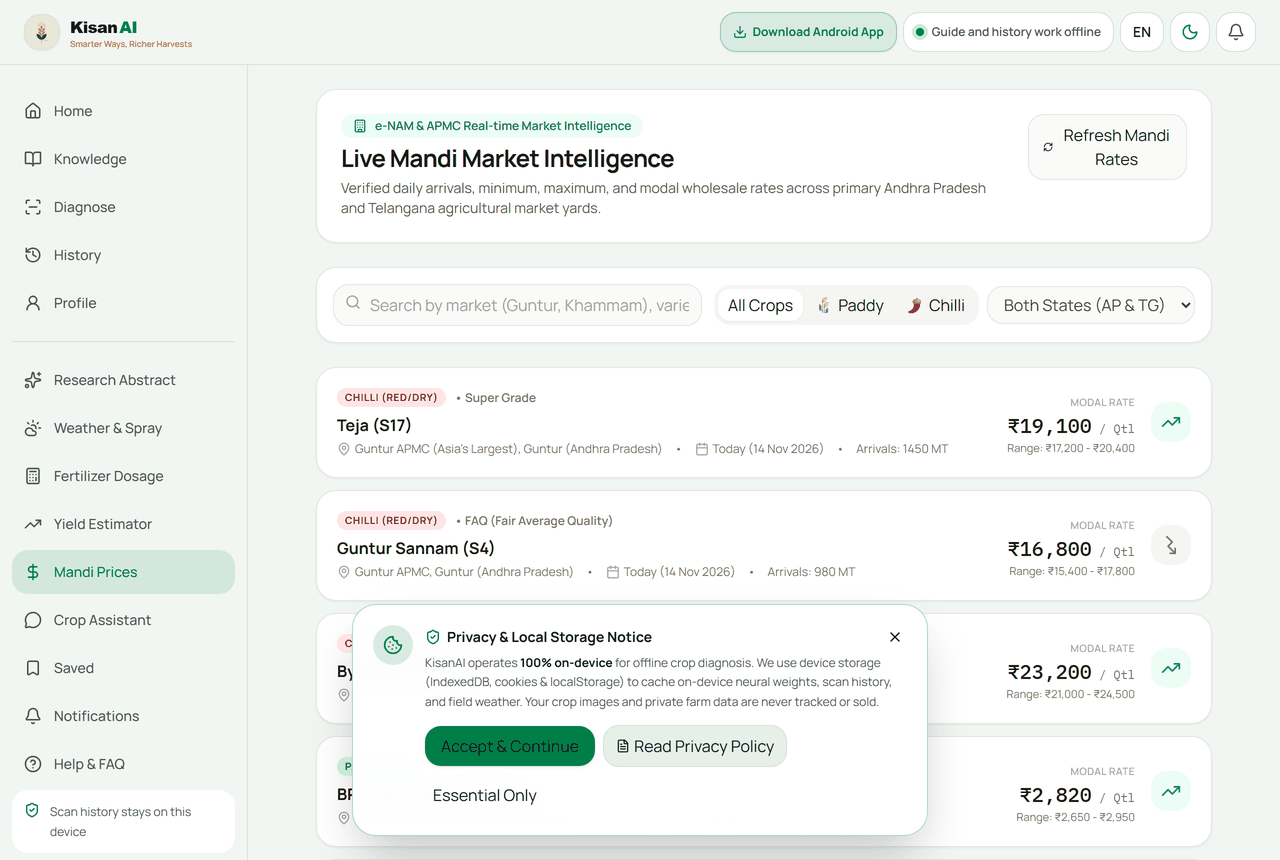 KisanAI
Smarter Ways, Richer Harvests
Download Android App
Guide and history work offline
EN
Home
Knowledge
Diagnose
History
Profile
Research Abstract
Weather & Spray
Fertilizer Dosage
Yield Estimator
Mandi Prices
Crop Assistant
Saved
Notifications
Help & FAQ
Scan history stays on this
device
e-NAM & APMC Real-time Market Intelligence
Live Mandi Market Intelligence
Verified daily arrivals, minimum, maximum, and modal wholesale rates across primary Andhra Pradesh
and Telangana agricultural market yards.
Refresh Mandi
Rates
Search by market (Guntur, Khammam), varie
All Crops
Paddy
Chilli
Both States (AP & TG)
CHILLI (RED/DRY) • Super Grade
Teja (S17)
Guntur APMC (Asia's Largest), Guntur (Andhra Pradesh) • Today (14 Nov 2026) • Arrivals: 1450 MT
MODAL RATE
₹19,100 / Qtl
Range: ₹17,200 - ₹20,400
CHILLI (RED/DRY) • FAQ (Fair Average Quality)
Guntur Sannam (S4)
Guntur APMC, Guntur (Andhra Pradesh) • Today (14 Nov 2026) • Arrivals: 980 MT
MODAL RATE
₹16,800 / Qtl
Range: ₹15,400 - ₹17,800
MODAL RATE
₹23,200 / Qtl
Range: ₹21,000 - ₹24,500
MODAL RATE
₹2,820 / Qtl
Range: ₹2,650 - ₹2,950
Privacy & Local Storage Notice
KisanAI operates 100% on-device for offline crop diagnosis. We use device storage
(IndexedDB, cookies & localStorage) to cache on-device neural weights, scan history,
and field weather. Your crop images and private farm data are never tracked or sold.
Accept & Continue
Read Privacy Policy
Essential Only